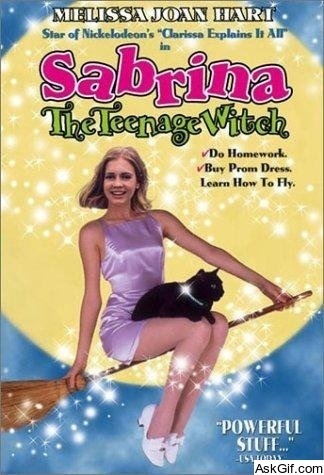 MELISSA JOAN HART
Star of Nickelodeon's "Clarissa Explains It All"
in
Sabrina
The Teenage Witch
✓Do Homework.
✓Buy Prom Dress.
Learn How To Fly.
"POWERFUL
STUFF..."
-USA TODAY
AskGif.com